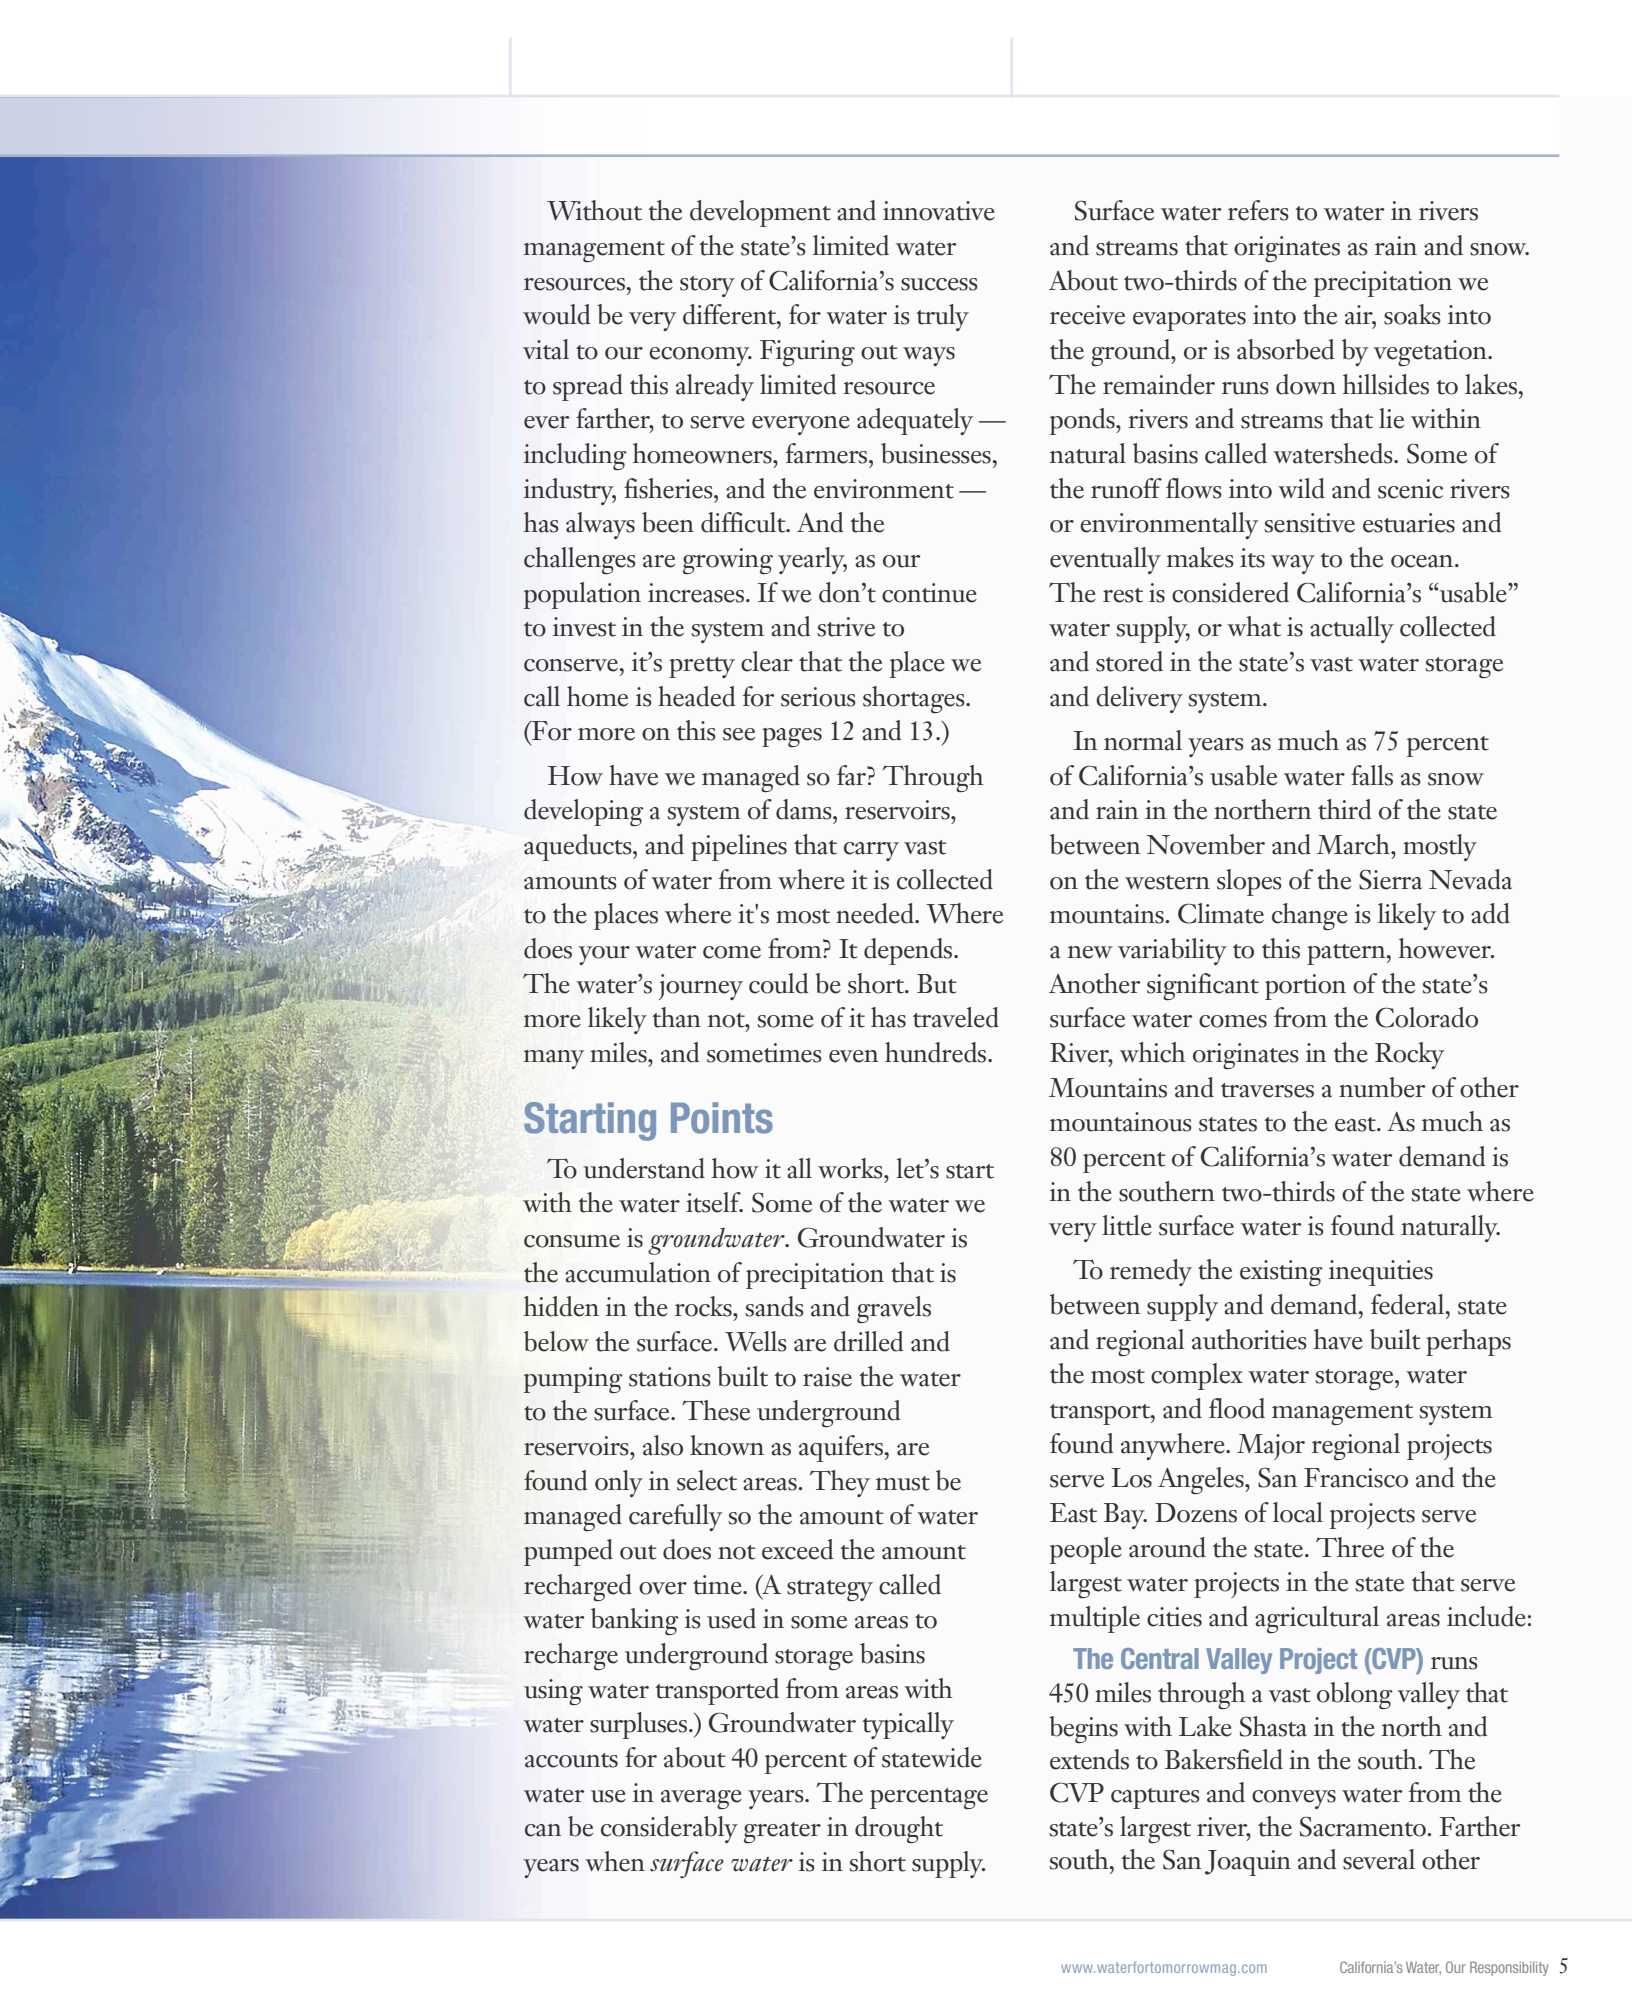 Without the development and innovative
management of the state’s limited water
resources, the story of California’s success
would be very different, for water is truly
vital to our economy. Figuring out ways
to spread this already limited resource
ever farther, to serve everyone adequately —
including homeowners, farmers, businesses,
industry, fisheries, and the environment —
has always been difficult. And the
challenges are growing yearly, as our
population increases. If we don’t continue
to invest in the system and strive to
conserve, it’s pretty clear that the place we
call home is headed for serious shortages.
(For more on this see pages 12 and 13.)
How have we managed so far? Through
developing a system of dams, reservoirs,
aqueducts, and pipelines that carry vast
amounts of water from where it is collected
to the places where it's most needed. Where
does your water come from? It depends.
The water’s journey could be short. But
more likely than not, some of it has traveled
many miles, and sometimes even hundreds.
Starting Points
To understand how it all works, let’s start
with the water itself. Some of the water we
consume is groundwater. Groundwater is
the accumulation of precipitation that is
hidden in the rocks, sands and gravels
below the surface. Wells are drilled and
pumping stations built to raise the water
to the surface. These underground
reservoirs, also known as aquifers, are
found only in select areas. They must be
managed carefully so the amount of water
pumped out does not exceed the amount
recharged over time. (A strategy called
water banking is used in some areas to
recharge underground storage basins
using water transported from areas with
water surpluses.) Groundwater typically
accounts for about 40 percent of statewide
water use in average years. The percentage
can be considerably greater in drought
years when surface water is in short supply.
Surface water refers to water in rivers
and streams that originates as rain and snow.
About two-thirds of the precipitation we
receive evaporates into the air, soaks into
the ground, or is absorbed by vegetation.
The remainder runs down hillsides to lakes,
ponds, rivers and streams that lie within
natural basins called watersheds. Some of
the runoff flows into wild and scenic rivers
or environmentally sensitive estuaries and
eventually makes its way to the ocean.
The rest is considered California’s “usable”
water supply, or what is actually collected
and stored in the state’s vast water storage
and delivery system.
In normal years as much as 75 percent
of California’s usable water falls as snow
and rain in the northern third of the state
between November and March, mostly
on the western slopes of the Sierra Nevada
mountains. Climate change is likely to add
a new variability to this pattern, however.
Another significant portion of the state’s
surface water comes from the Colorado
River, which originates in the Rocky
Mountains and traverses a number of other
mountainous states to the east. As much as
80 percent of California’s water demand is
in the southern two-thirds of the state where
very little surface water is found naturally.
To remedy the existing inequities
between supply and demand, federal, state
and regional authorities have built perhaps
the most complex water storage, water
transport, and flood management system
found anywhere. Major regional projects
serve Los Angeles, San Francisco and the
East Bay. Dozens of local projects serve
people around the state. Three of the
largest water projects in the state that serve
multiple cities and agricultural areas include:
The Central Valley Project (CVP) runs
450 miles through a vast oblong valley that
begins with Lake Shasta in the north and
extends to Bakersfield in the south. The
CVP captures and conveys water from the
state’s largest river, the Sacramento. Farther
south, the San Joaquin and several other
www.waterfortomorrowmag.com California’s Water, Our Responsibility 5